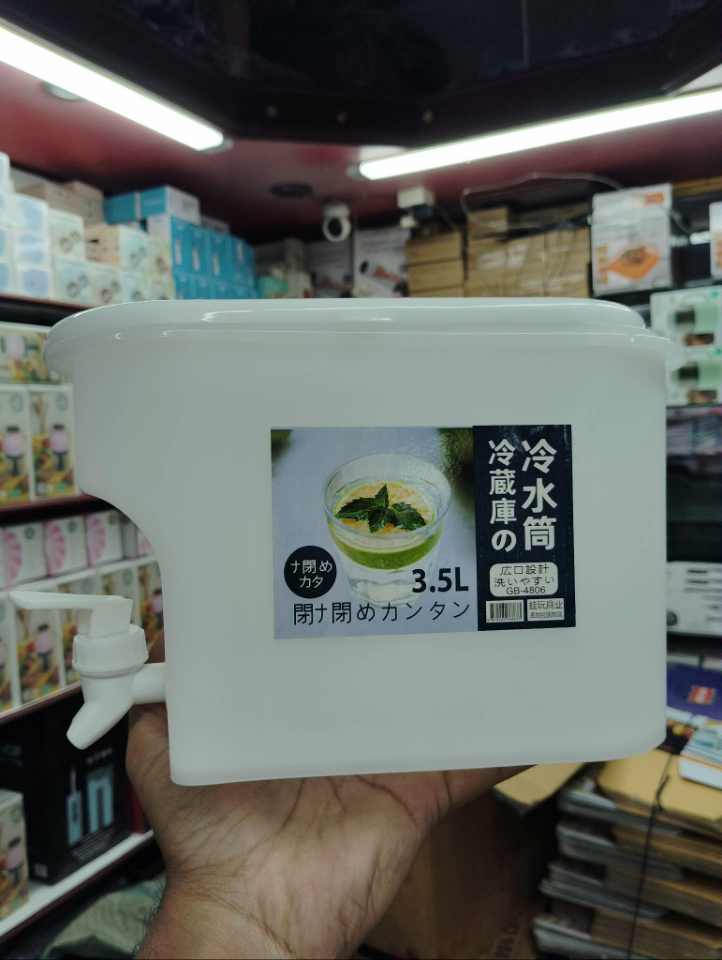 冷水筒
冷蔵庫の
広口設計
洗いやすい
GB-4806
ナ閉め
カタ
3.5L
閉ナ閉めカンタン